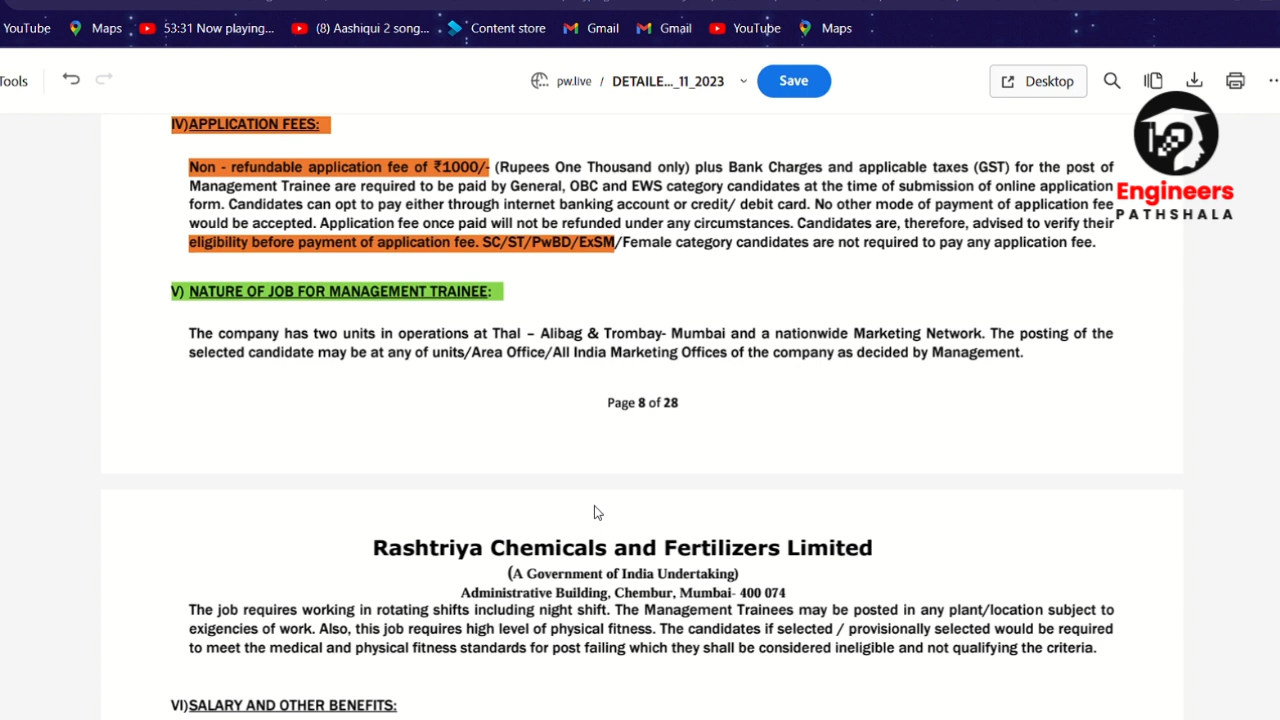 YouTube Maps 53:31 Now playing... (8) Aashiqui 2 song... Content store Gmail Gmail YouTube Maps
Tools pw.live / DETAILE..._11_2023 Save Desktop
Engineers
PATHSHALA
IV)APPLICATION FEES:
Non - refundable application fee of ₹1000/- (Rupees One Thousand only) plus Bank Charges and applicable taxes (GST) for the post of
Management Trainee are required to be paid by General, OBC and EWS category candidates at the time of submission of online application
form. Candidates can opt to pay either through internet banking account or credit/ debit card. No other mode of payment of application fee
would be accepted. Application fee once paid will not be refunded under any circumstances. Candidates are, therefore, advised to verify their
eligibility before payment of application fee. SC/ST/PwBD/ExSM/Female category candidates are not required to pay any application fee.
V) NATURE OF JOB FOR MANAGEMENT TRAINEE:
The company has two units in operations at Thal – Alibag & Trombay- Mumbai and a nationwide Marketing Network. The posting of the
selected candidate may be at any of units/Area Office/All India Marketing Offices of the company as decided by Management.
Page 8 of 28
Rashtriya Chemicals and Fertilizers Limited
(A Government of India Undertaking)
Administrative Building, Chembur, Mumbai- 400 074
The job requires working in rotating shifts including night shift. The Management Trainees may be posted in any plant/location subject to
exigencies of work. Also, this job requires high level of physical fitness. The candidates if selected / provisionally selected would be required
to meet the medical and physical fitness standards for post failing which they shall be considered ineligible and not qualifying the criteria.
VI)SALARY AND OTHER BENEFITS: